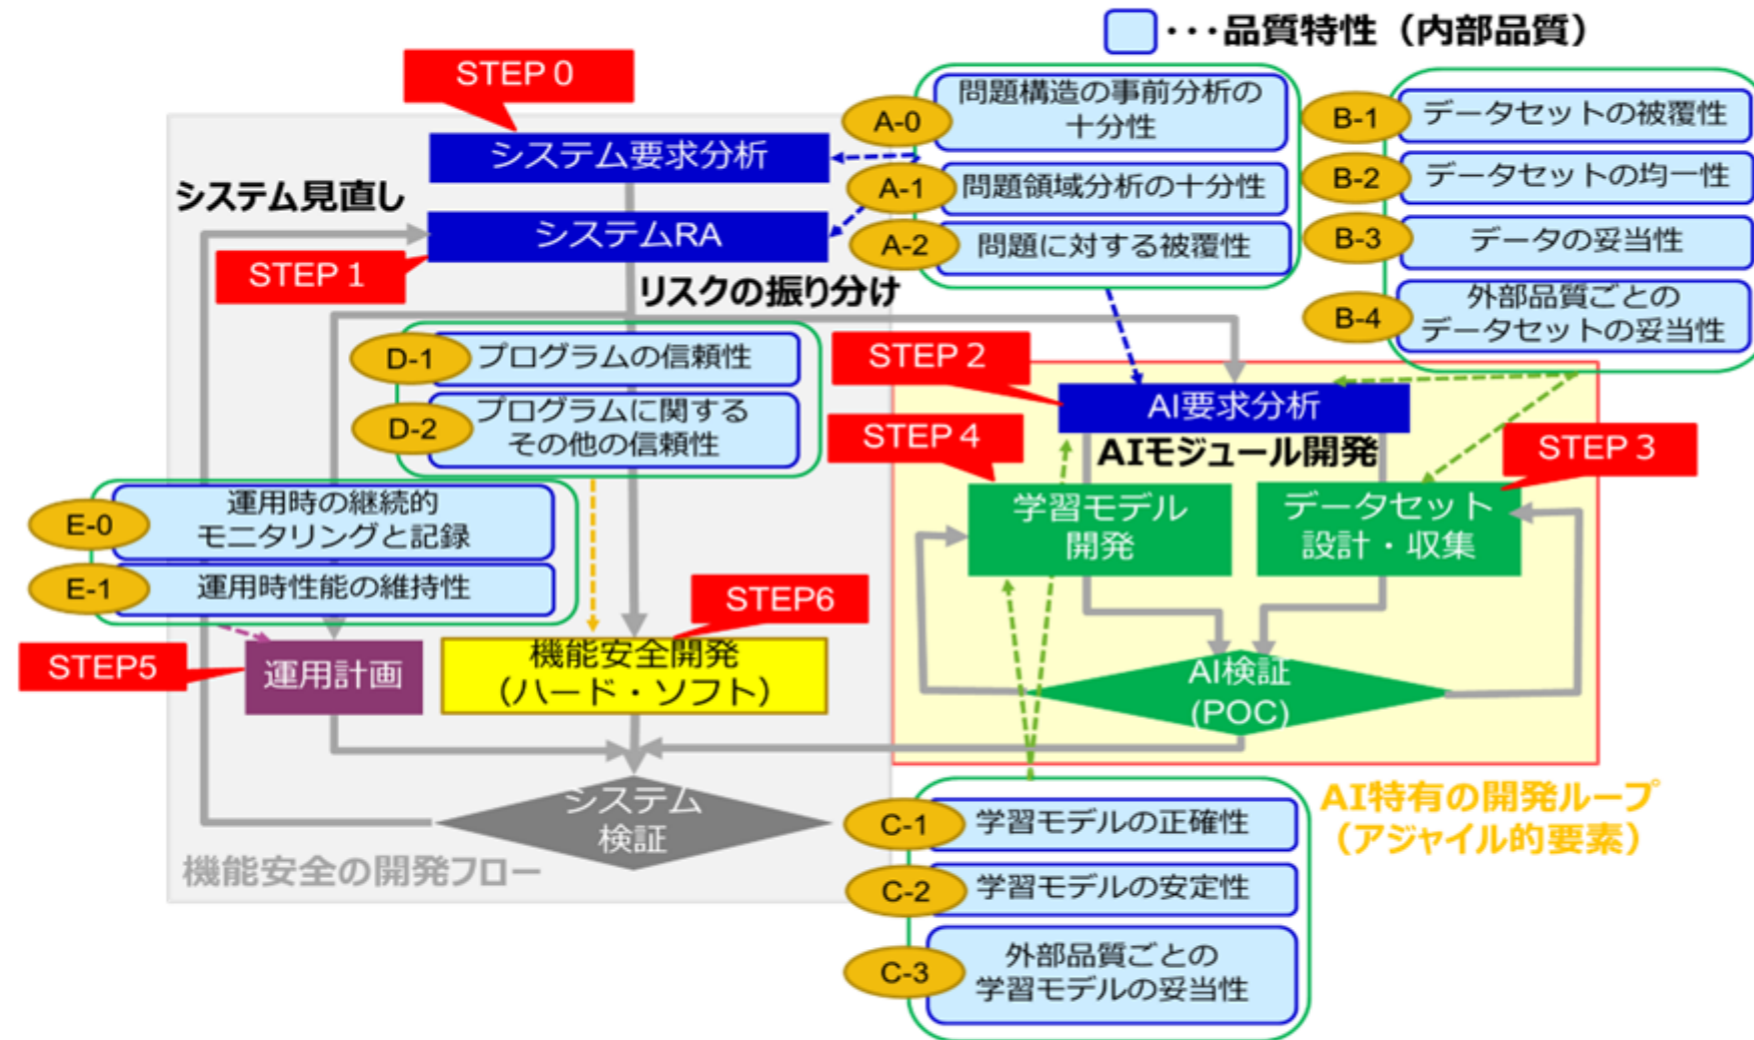 ・・・品質特性（内部品質）
STEP 0
システム要求分析
システム見直し
システムRA
STEP 1
リスクの振り分け
A-0
問題構造の事前分析の
十分性
A-1
問題領域分析の十分性
A-2
問題に対する被覆性
B-1
データセットの被覆性
B-2
データセットの均一性
B-3
データの妥当性
B-4
外部品質ごとの
データセットの妥当性
D-1
プログラムの信頼性
D-2
プログラムに関する
その他の信頼性
STEP 2
AI要求分析
AIモジュール開発
STEP 4
学習モデル
開発
STEP 3
データセット
設計・収集
AI検証
(POC)
E-0
運用時の継続的
モニタリングと記録
E-1
運用時性能の維持性
STEP5
運用計画
STEP6
機能安全開発
（ハード・ソフト）
システム
検証
機能安全の開発フロー
AI特有の開発ループ
（アジャイル的要素）
C-1
学習モデルの正確性
C-2
学習モデルの安定性
C-3
外部品質ごとの
学習モデルの妥当性